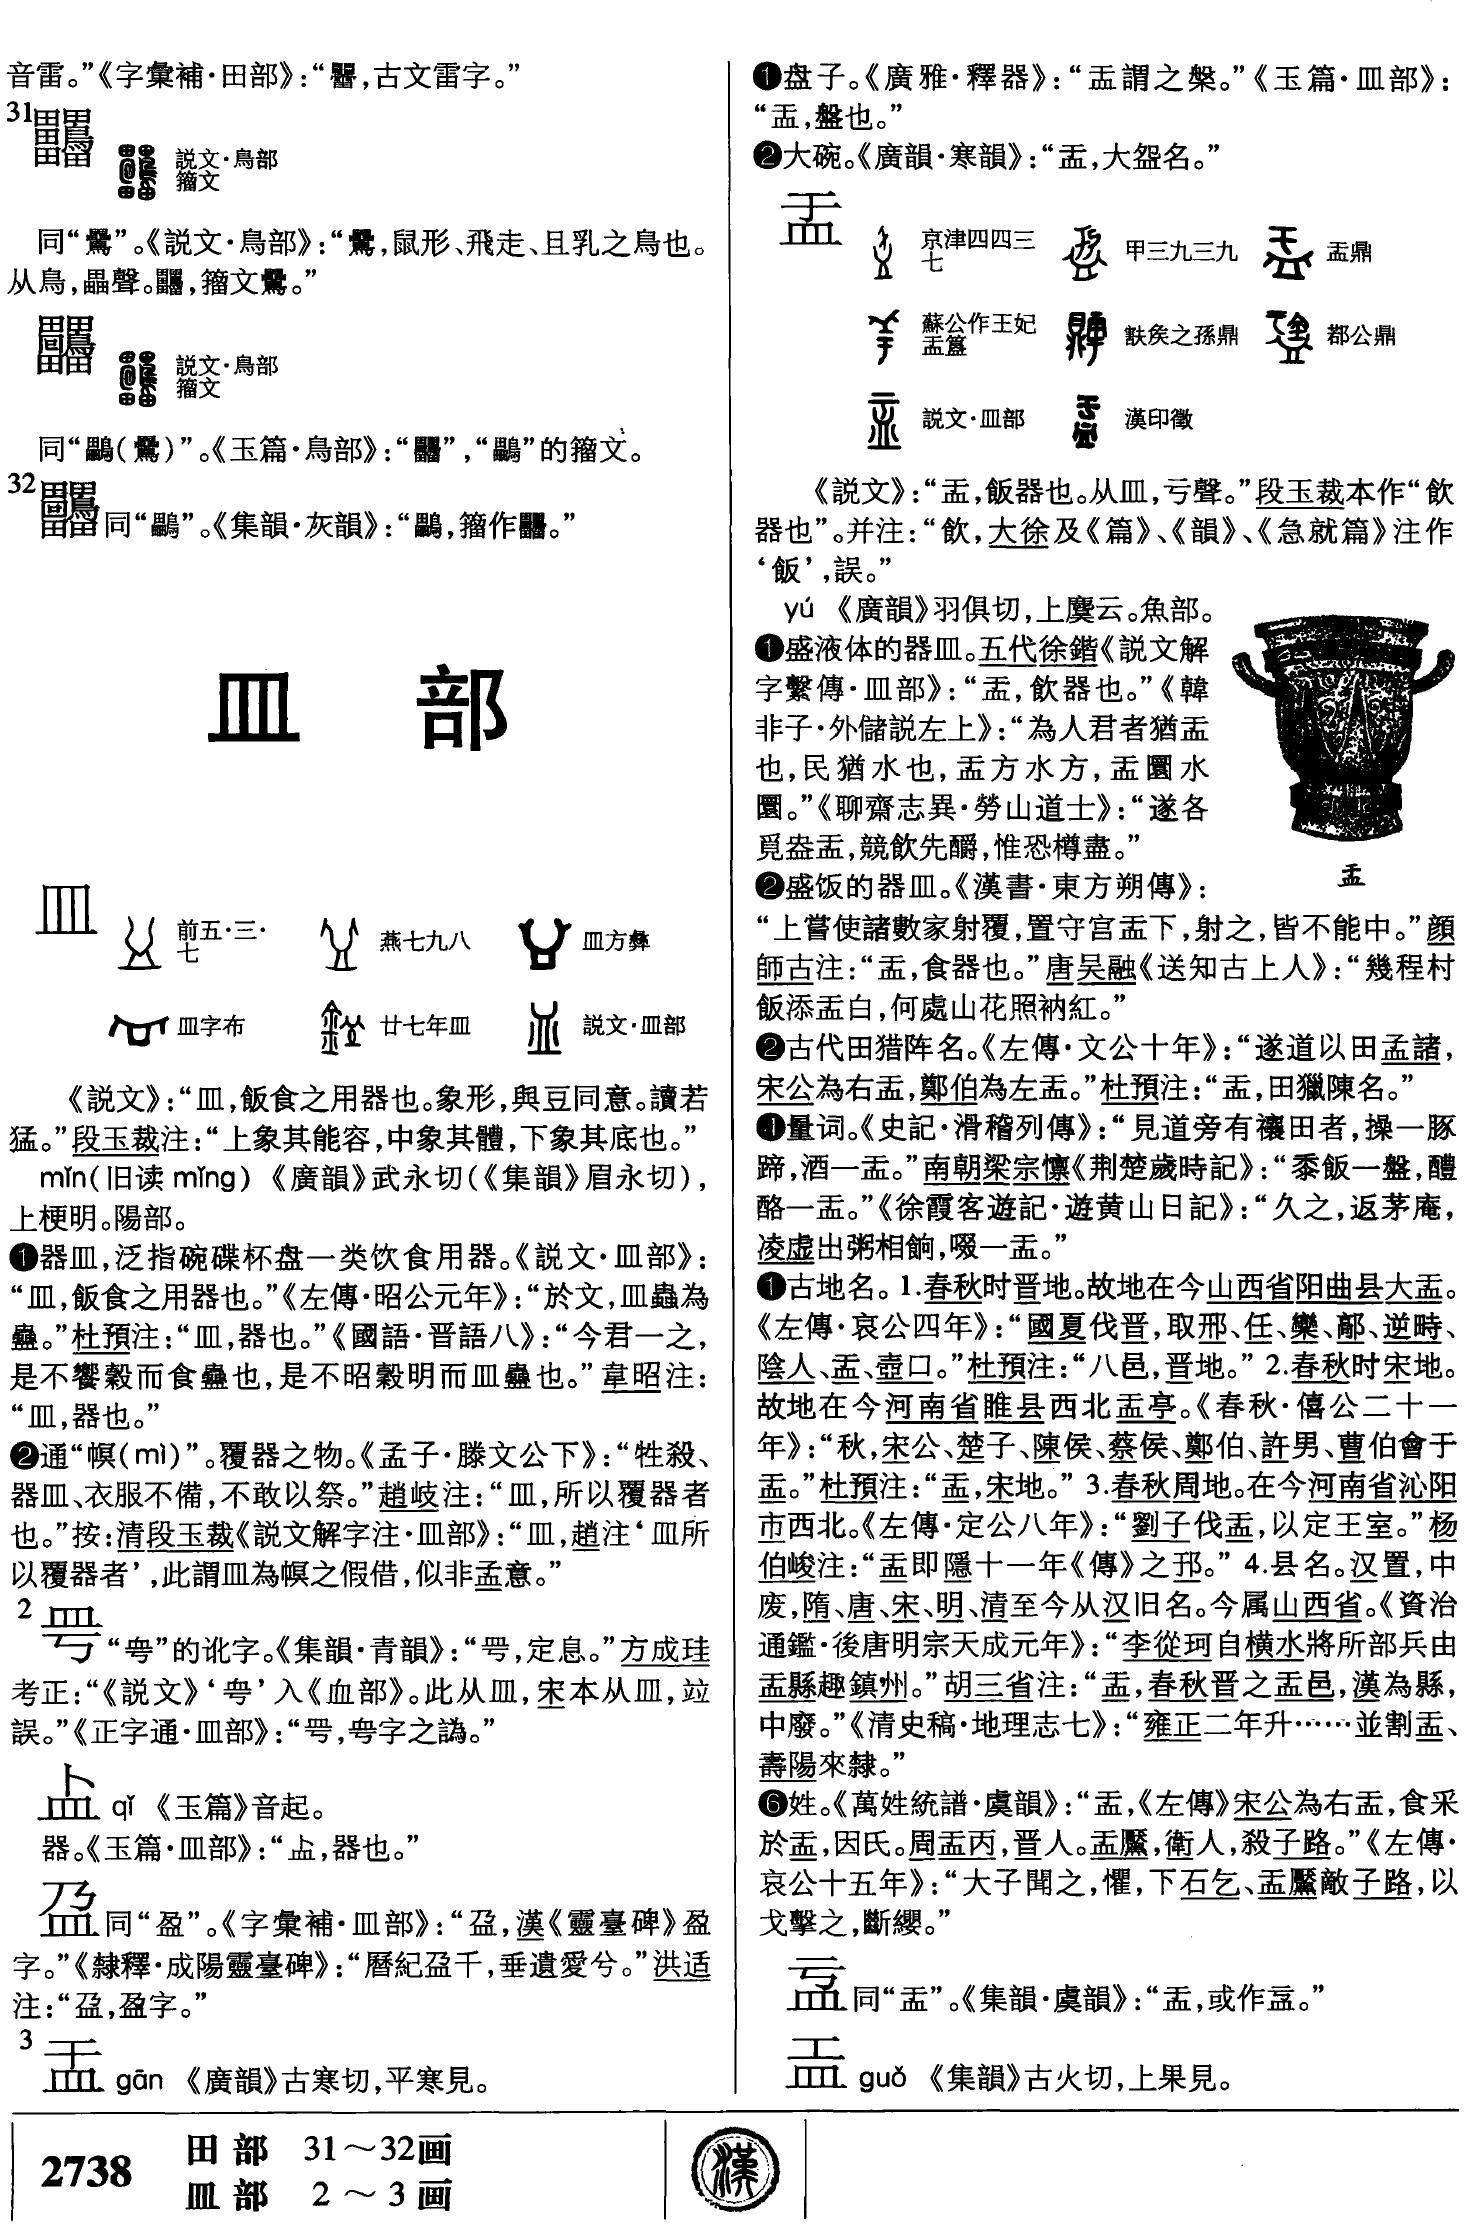 音雷。”《字彙補·田部》：“䨓，古文雷字。”
31
説文·鳥部
籀文
同“鸓”。《説文·鳥部》：“鸓，鼠形、飛走、且乳之鳥也。
从鳥，畾聲。，籀文鸓。”
説文·鳥部
籀文
同“鸓()”。《玉篇·鳥部》：“”，“鸓”的籀文。
32
同“鸓”。《集韻·灰韻》：“鸓，籀作。”
皿 部
皿
前五·三·
七
燕七九八
皿方彝
皿字布
廿七年皿
説文·皿部
《説文》：“皿，飯食之用器也。象形，與豆同意。讀若
猛。”段玉裁注：“上象其能容，中象其體，下象其底也。”
mǐn(旧读 mǐng) 《廣韻》武永切(《集韻》眉永切)，
上梗明。陽部。
❶器皿，泛指碗碟杯盘一类饮食用器。《説文·皿部》：
“皿，飯食之用器也。”《左傳·昭公元年》：“於文，皿蟲為
蠱。”杜預注：“皿，器也。”《國語·晋語八》：“今君一之，
是不饗穀而食蠱也，是不昭穀明而皿蠱也。”韋昭注：
“皿，器也。”
❷通“幎(mì)”。覆器之物。《孟子·滕文公下》：“牲殺、
器皿、衣服不備，不敢以祭。”趙岐注：“皿，所以覆器者
也。”按：清段玉裁《説文解字注·皿部》：“皿，趙注‘皿所
以覆器者’，此謂皿為幎之假借，似非孟意。”
2
“甹”的讹字。《集韻·青韻》：“，定息。”方成珪
考正：“《説文》‘甹’入《血部》。此从皿，宋本从皿，竝
誤。”《正字通·皿部》：“，甹字之譌。”
qǐ 《玉篇》音起。
器。《玉篇·皿部》：“，器也。”
盁同“盈”。《字彙補·皿部》：“盁，漢《靈臺碑》盈
字。”《隸釋·成陽靈臺碑》：“曆紀盁千，垂遺愛兮。”洪适
注：“盁，盈字。”
3
盂 gān 《廣韻》古寒切，平寒見。
❶盘子。《廣雅·釋器》：“盂謂之槃。”《玉篇·皿部》：
“盂，盤也。”
❷大碗。《廣韻·寒韻》：“盂，大盌名。”
盂
京津四四三
七
甲三九三九
盂鼎
蘇公作王妃
盂簋
㝬矦之孫鼎
鄀公鼎
説文·皿部
漢印徵
《説文》：“盂，飯器也。从皿，亏聲。”段玉裁本作“飲
器也”。并注：“飲，大徐及《篇》、《韻》、《急就篇》注作
‘飯’，誤。”
yú 《廣韻》羽俱切，上麌云。魚部。
❶盛液体的器皿。五代徐鍇《説文解
字繫傳·皿部》：“盂，飲器也。”《韓
非子·外儲説左上》：“為人君者猶盂
也，民猶水也，盂方水方，盂圜水
圜。”《聊齋志異·勞山道士》：“遂各
覓盎盂，競飲先釂，惟恐樽盡。”
盂
❷盛饭的器皿。《漢書·東方朔傳》：
“上嘗使諸數家射覆，置守宫盂下，射之，皆不能中。”顔
師古注：“盂，食器也。”唐吴融《送知古上人》：“幾程村
飯添盂白，何處山花照衲紅。”
❷古代田猎阵名。《左傳·文公十年》：“遂道以田孟諸，
宋公為右盂，鄭伯為左盂。”杜預注：“盂，田獵陳名。”
❹量词。《史記·滑稽列傳》：“見道旁有禳田者，操一豚
蹄，酒一盂。”南朝梁宗懔《荆楚歲時記》：“黍飯一盤，醴
酪一盂。”《徐霞客遊記·遊黄山日記》：“久之，返茅庵，
凌虚出粥相餉，啜一盂。”
❶古地名。1.春秋时晋地。故地在今山西省阳曲县大盂。
《左傳·哀公四年》：“國夏伐晋，取邢、任、欒、鄗、逆畤、
陰人、盂、壺口。”杜預注：“八邑，晋地。” 2.春秋时宋地。
故地在今河南省睢县西北盂亭。《春秋·僖公二十一
年》：“秋，宋公、楚子、陳侯、蔡侯、鄭伯、許男、曹伯會于
盂。”杜預注：“盂，宋地。” 3.春秋周地。在今河南省沁阳
市西北。《左傳·定公八年》：“劉子伐盂，以定王室。”杨
伯峻注：“盂即隱十一年《傳》之邘。” 4.县名。汉置，中
废，隋、唐、宋、明、清至今从汉旧名。今属山西省。《資治
通鑑·後唐明宗天成元年》：“李從珂自横水將所部兵由
盂縣趣鎮州。”胡三省注：“盂，春秋晋之盂邑，漢為縣，
中廢。”《清史稿·地理志七》：“雍正二年升……並割盂、
壽陽來隸。”
❻姓。《萬姓統譜·虞韻》：“盂，《左傳》宋公為右盂，食采
於盂，因氏。周盂丙，晋人。盂黶，衛人，殺子路。”《左傳·
哀公十五年》：“大子聞之，懼，下石乞、盂黶敵子路，以
戈擊之，斷纓。”
同“盂”。《集韻·虞韻》：“盂，或作。”
guǒ 《集韻》古火切，上果見。
2738
田 部 31～32画
皿 部 2 ～ 3 画
漢